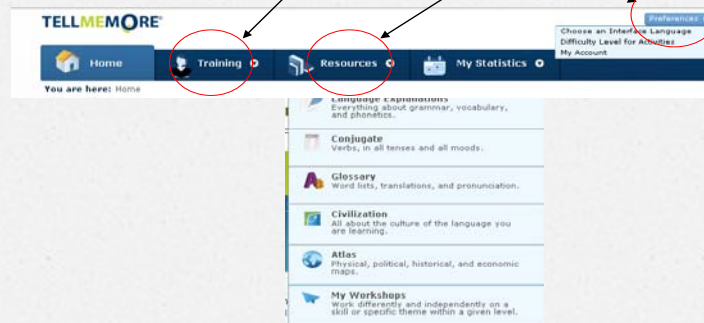 TELLMEMORE®
Preferences
Choose an Interface Language
Difficulty Level for Activities
My Account
Home
Training
Resources
My Statistics
You are here: Home
Language Explanations
Everything about grammar, vocabulary,
and phonetics.
Conjugate
Verbs, in all tenses and all moods.
Glossary
Word lists, translations, and pronunciation.
Civilization
All about the culture of the language you
are learning.
Atlas
Physical, political, historical, and economic
maps.
My Workshops
Work differently and independently on a
skill or specific theme within a given level.